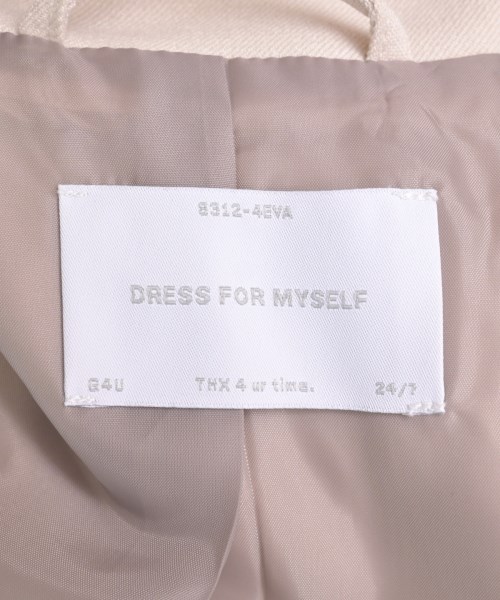 8312-4EVA
DRESS FOR MYSELF
G4U THX 4 ur time. 24/7